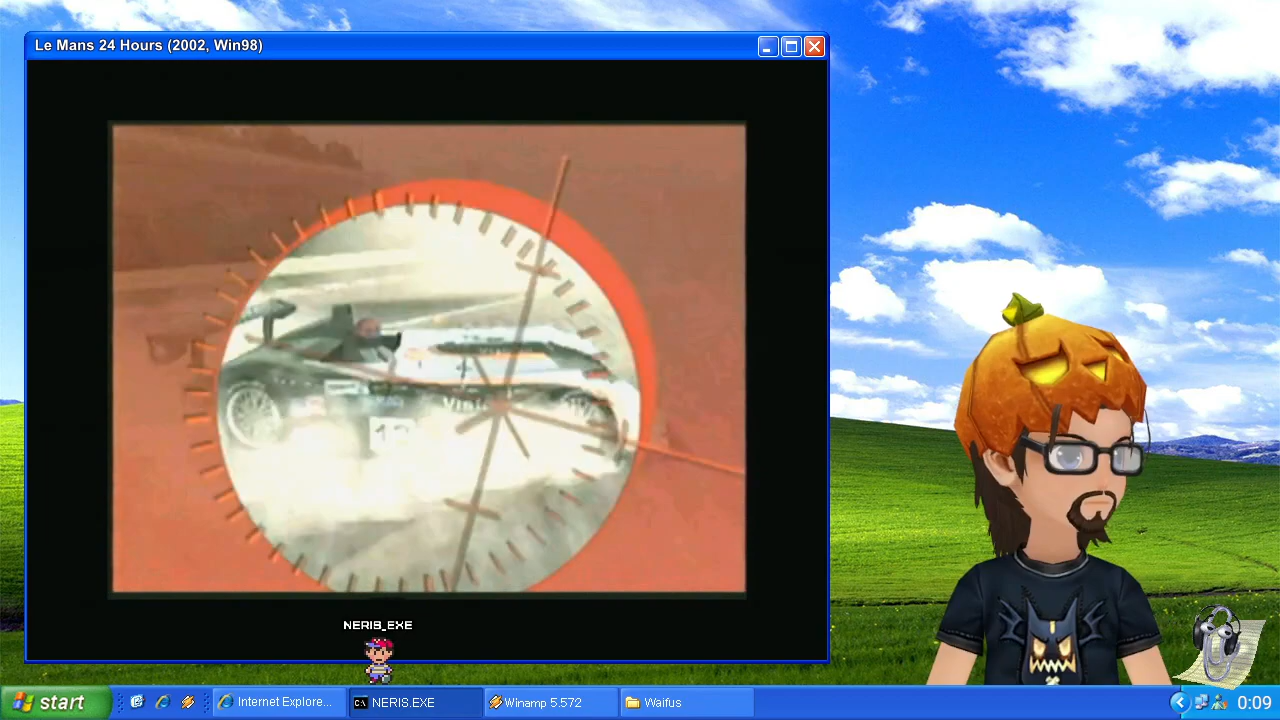 Le Mans 24 Hours (2002, Win98)
NERIS_EXE
start
Internet Explore...
NERIS.EXE
Winamp 5.572
Waifus
0:09